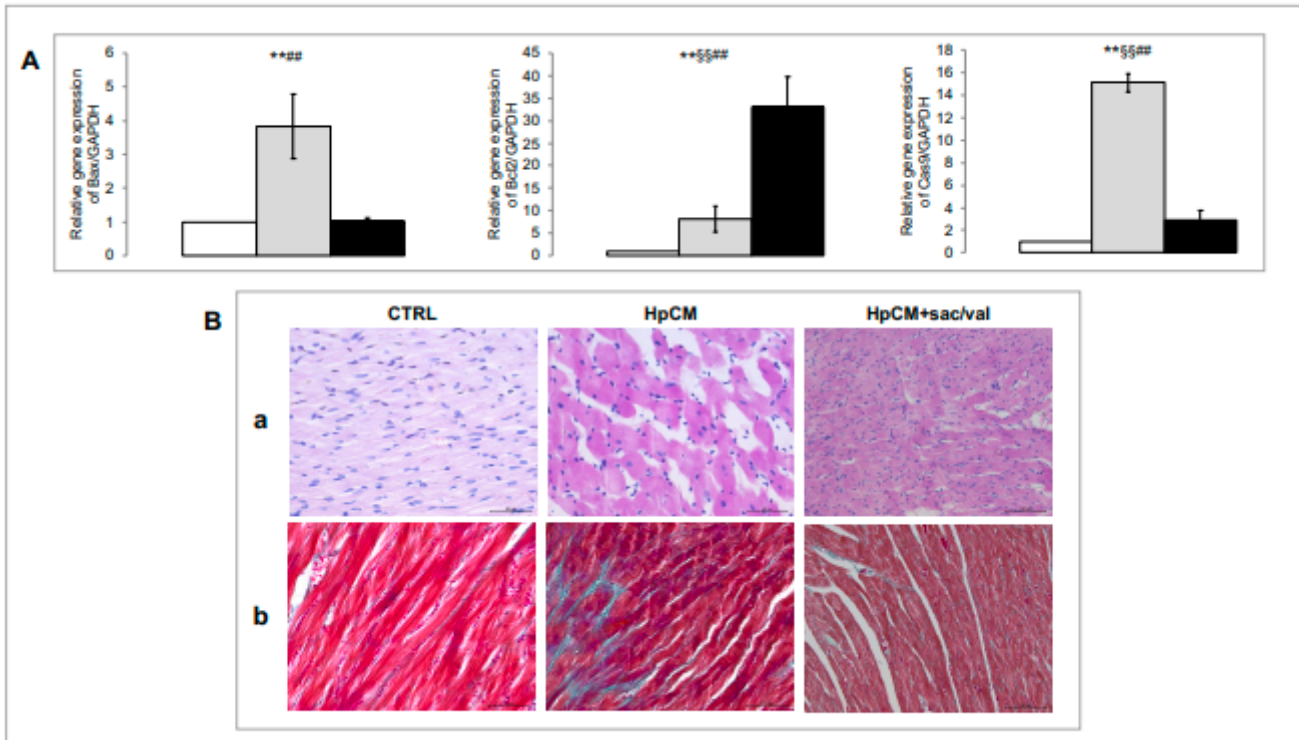 A
Relative gene expression
of Bax/GAPDH
6
5
4
3
2
1
0
**##
Relative gene expression
of Bcl2/GAPDH
45
40
35
30
25
20
15
10
5
0
**§§##
Relative gene expression
of Cas9/GAPDH
18
16
14
12
10
8
6
4
2
0
**§§##
B
CTRL
HpCM
HpCM+sac/val
a
b